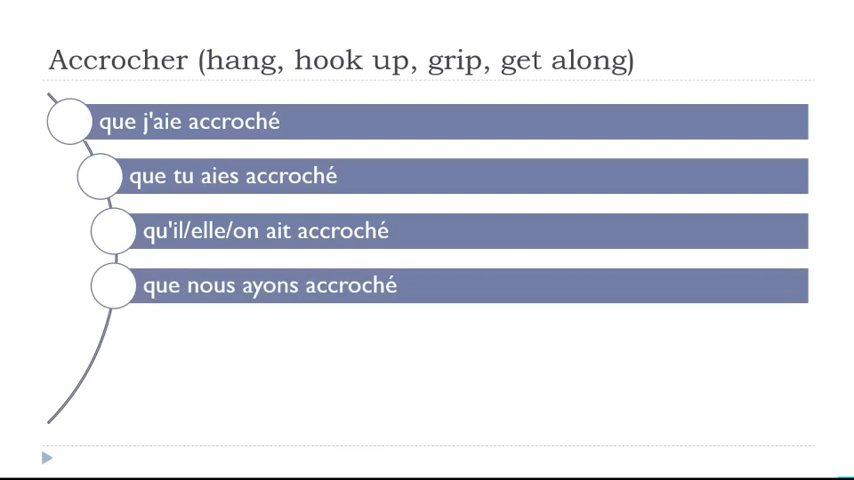 Accrocher (hang, hook up, grip, get along)
que j'aie accroché
que tu aies accroché
qu'il/elle/on ait accroché
que nous ayons accroché